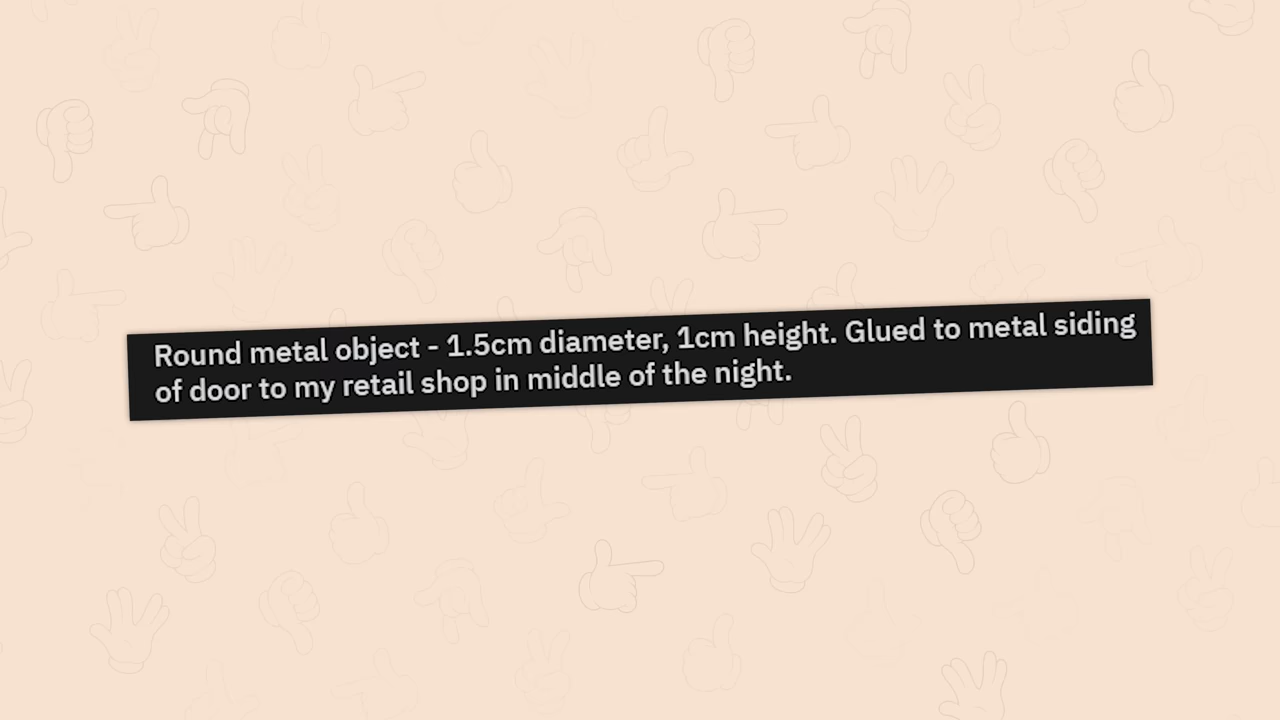 Round metal object - 1.5cm diameter, 1cm height. Glued to metal siding
of door to my retail shop in middle of the night.